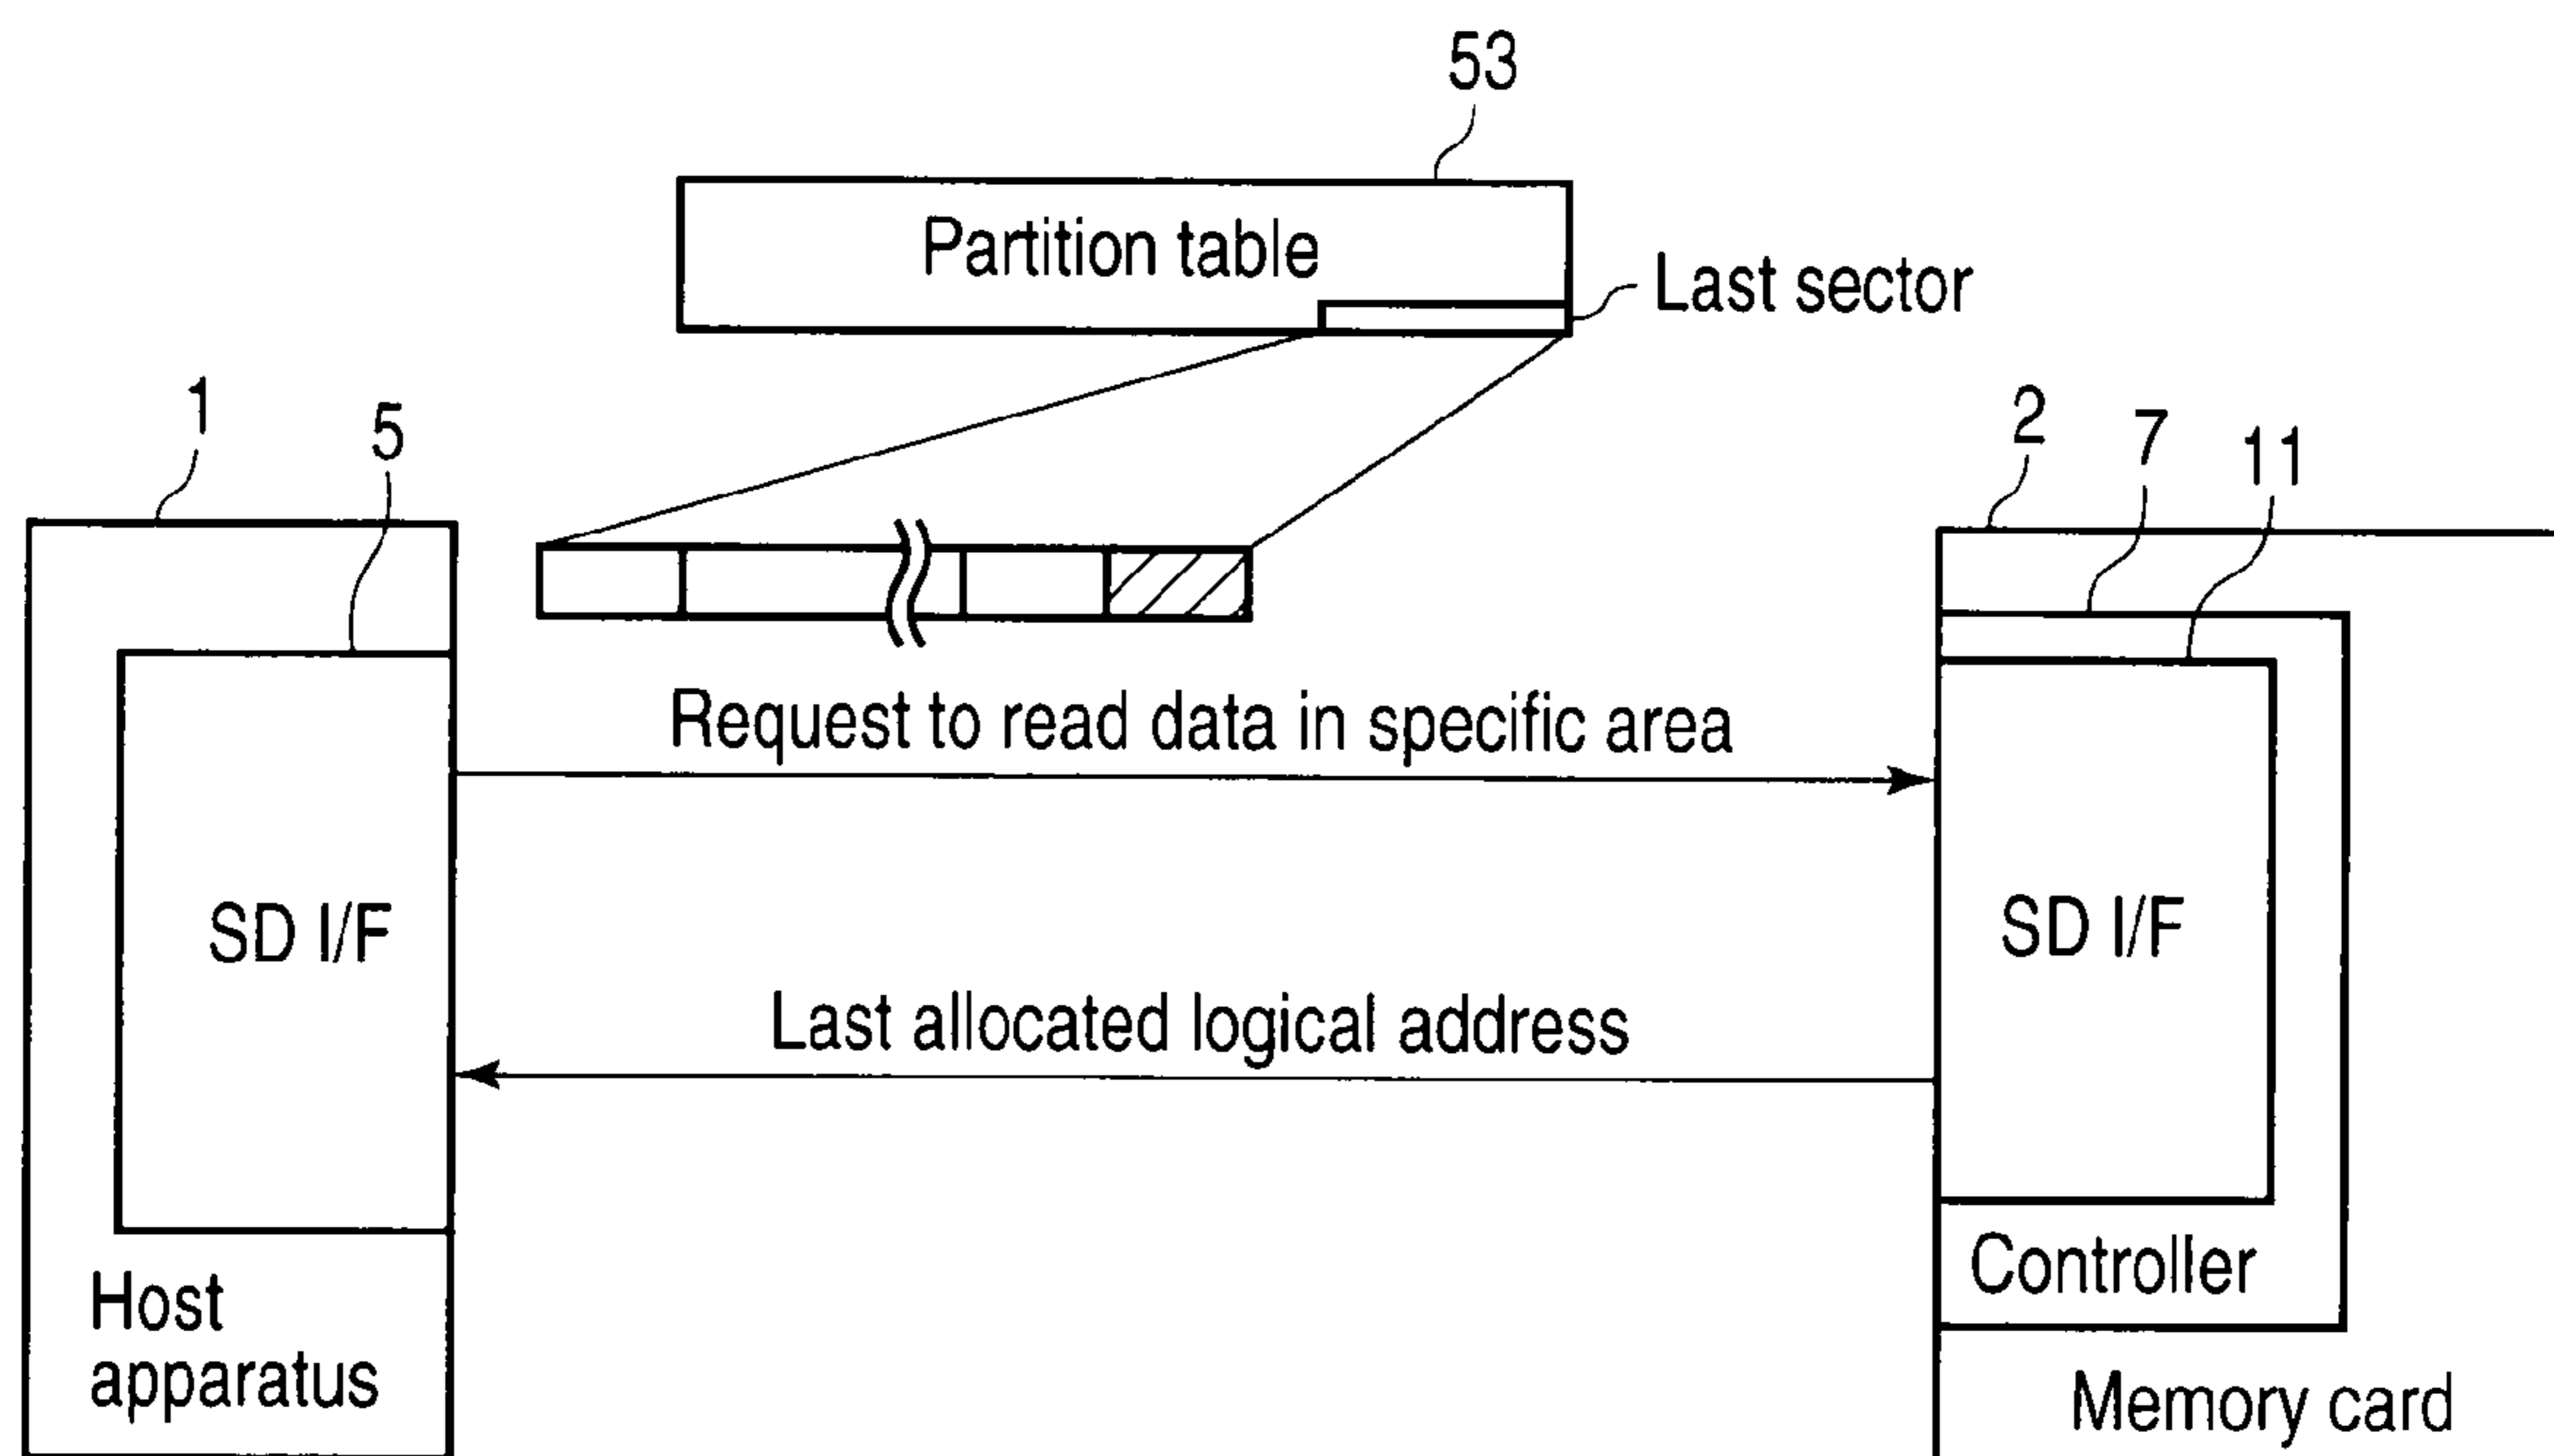 53
Partition table
Last sector
1
5
2
7
11
Request to read data in specific area
SD I/F
SD I/F
Last allocated logical address
Controller
Host
apparatus
Memory card